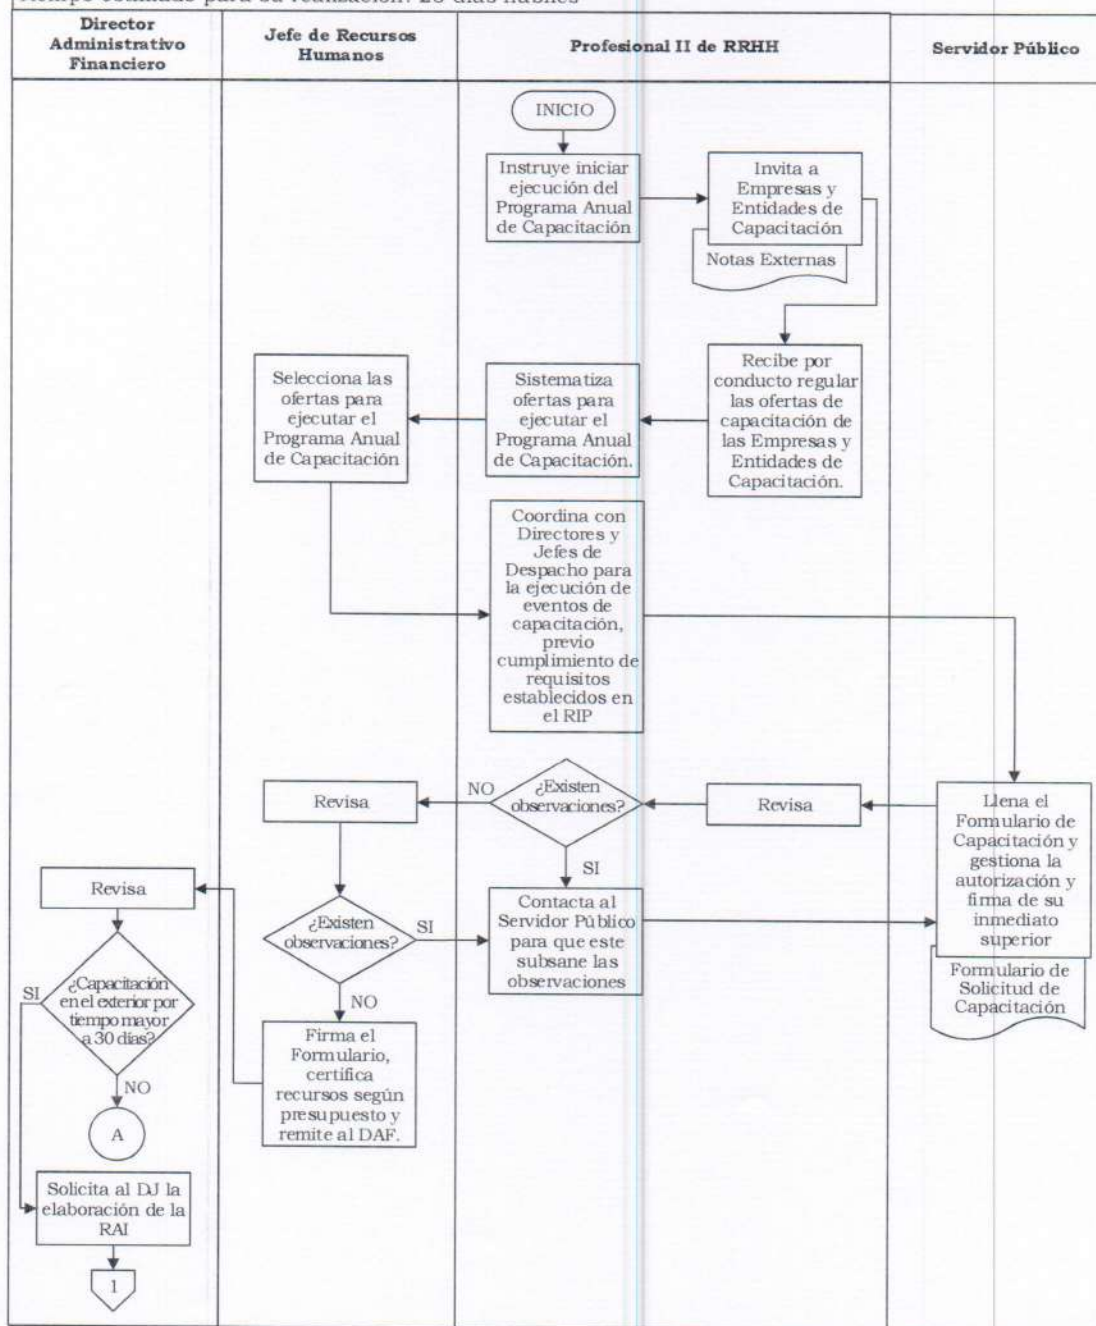 Director
Administrativo
Financiero
Jefe de Recursos
Humanos
Profesional II de RRHH
Servidor Público
INICIO
Instruye iniciar
ejecución del
Programa Anual
de Capacitación
Invita a
Empresas y
Entidades de
Capacitación
Notas Externas
Recibe por
conducto regular
las ofertas de
capacitación de
las Empresas y
Entidades de
Capacitación.
Sistematiza
ofertas para
ejecutar el
Programa Anual
de Capacitación.
Selecciona las
ofertas para
ejecutar el
Programa Anual
de Capacitación
Coordina con
Directores y
Jefes de
Despacho para
la ejecución de
eventos de
capacitación,
previo
cumplimiento de
requisitos
establecidos en
el RIP
Llena el
Formulario de
Capacitación y
gestiona la
autorización y
firma de su
inmediato
superior
Formulario de
Solicitud de
Capacitación
Revisa
¿Existen
observaciones?
NO
SI
Contacta al
Servidor Público
para que este
subsane las
observaciones
Revisa
¿Existen
observaciones?
SI
NO
Firma el
Formulario,
certifica
recursos según
presupuesto y
remite al DAF.
Revisa
¿Capacitación
en el exterior por
tiempo mayor
a 30 días?
SI
NO
A
Solicita al DJ la
elaboración de la
RAI
1